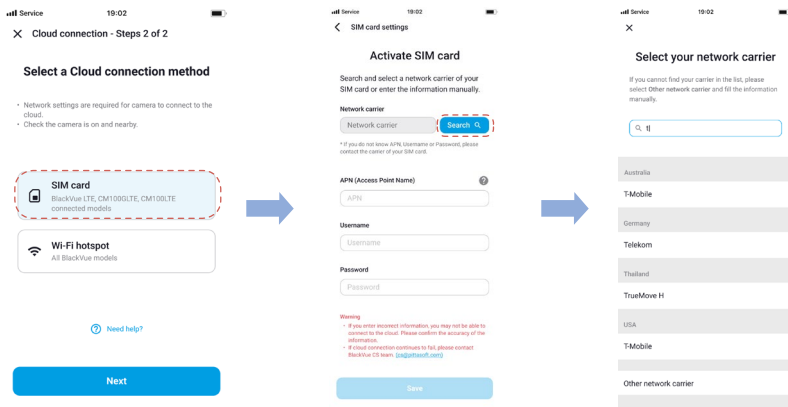 Service 19:02
Cloud connection - Steps 2 of 2
Select a Cloud connection method
• Network settings are required for camera to connect to the
cloud.
• Check the camera is on and nearby.
SIM card
BlackVue LTE, CM100GLTE, CM100LTE
connected models
Wi-Fi hotspot
All BlackVue models
? Need help?
Next
Service 19:02
SIM card settings
Activate SIM card
Search and select a network carrier of your
SIM card or enter the information manually.
Network carrier
Network carrier Search
* If you do not know APN, Username or Password, please
contact the carrier of your SIM card.
APN (Access Point Name) ?
APN
Username
Username
Password
Password
Warning
• If you enter incorrect information, you may not be able to
connect to the cloud. Please confirm the accuracy of the
information.
• If cloud connection continues to fail, please contact
BlackVue CS team. (cs@pittasoft.com)
Save
Service 19:02
Select your network carrier
If you cannot find your carrier in the list, please
select Other network carrier and fill the information
manually.
t
Australia
T-Mobile
Germany
Telekom
Thailand
TrueMove H
USA
T-Mobile
Other network carrier